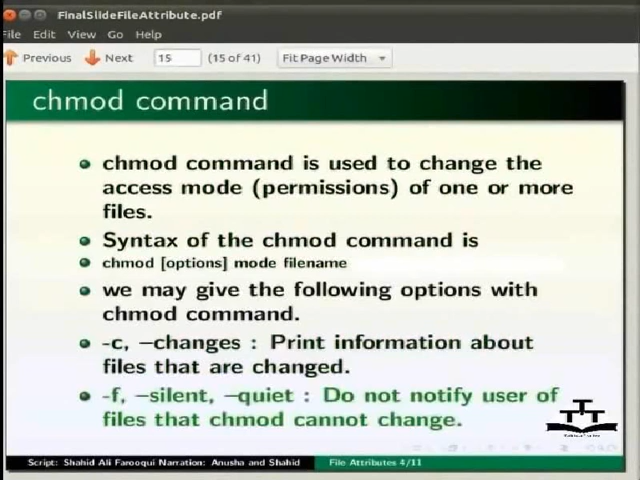 FinalSlideFileAttribute.pdf
File Edit View Go Help
Previous Next 15 (15 of 41) Fit Page Width
chmod command
chmod command is used to change the
access mode (permissions) of one or more
files.
Syntax of the chmod command is
chmod [options] mode filename
we may give the following options with
chmod command.
-c, –changes : Print information about
files that are changed.
-f, –silent, –quiet : Do not notify user of
files that chmod cannot change.
Script: Shahid Ali Farooqui Narration: Anusha and Shahid File Attributes 4/11